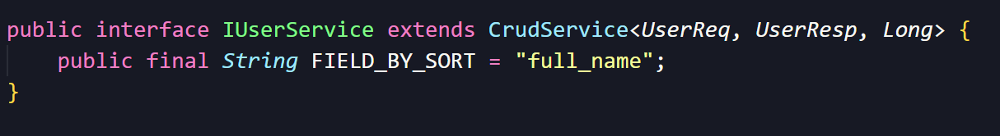 public interface IUserService extends CrudService<UserReq, UserResp, Long> {
    public final String FIELD_BY_SORT = "full_name";
}